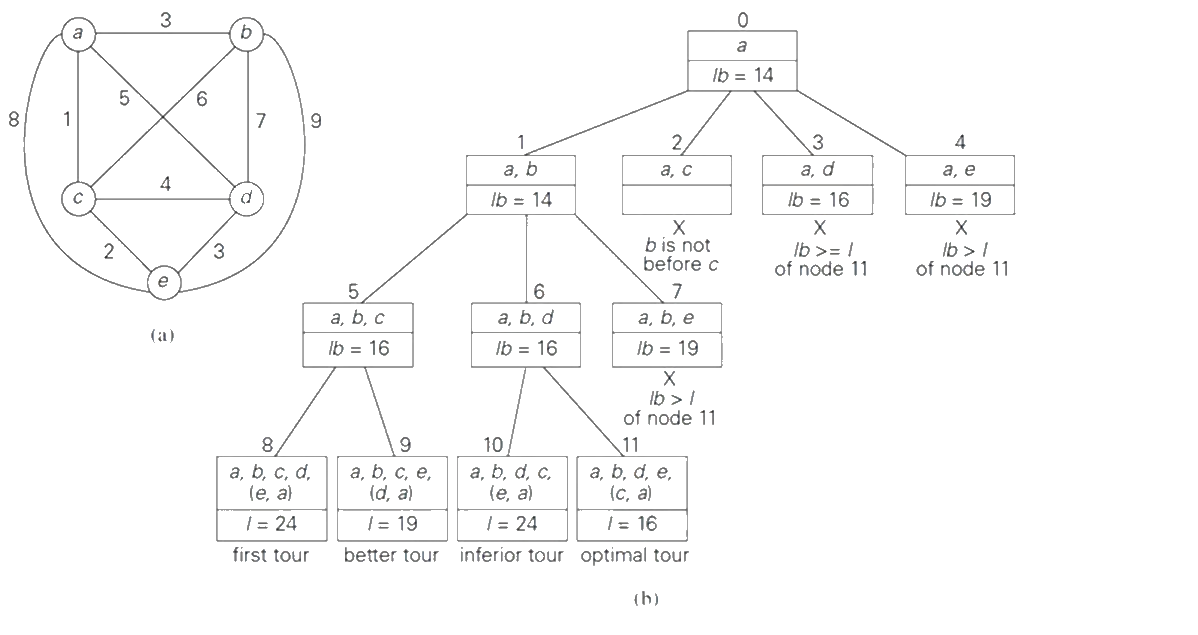 a
3
b
8
1
5
6
7
9
c
4
d
2
3
e
(a)
0
a
lb = 14
1
a, b
lb = 14
2
a, c
X
b is not
before c
3
a, d
lb = 16
X
lb >= l
of node 11
4
a, e
lb = 19
X
lb > l
of node 11
5
a, b, c
lb = 16
6
a, b, d
lb = 16
7
a, b, e
lb = 19
X
lb > l
of node 11
8
a, b, c, d,
(e, a)
l = 24
first tour
9
a, b, c, e,
(d, a)
l = 19
better tour
10
a, b, d, c,
(e, a)
l = 24
inferior tour
11
a, b, d, e,
(c, a)
l = 16
optimal tour
(b)